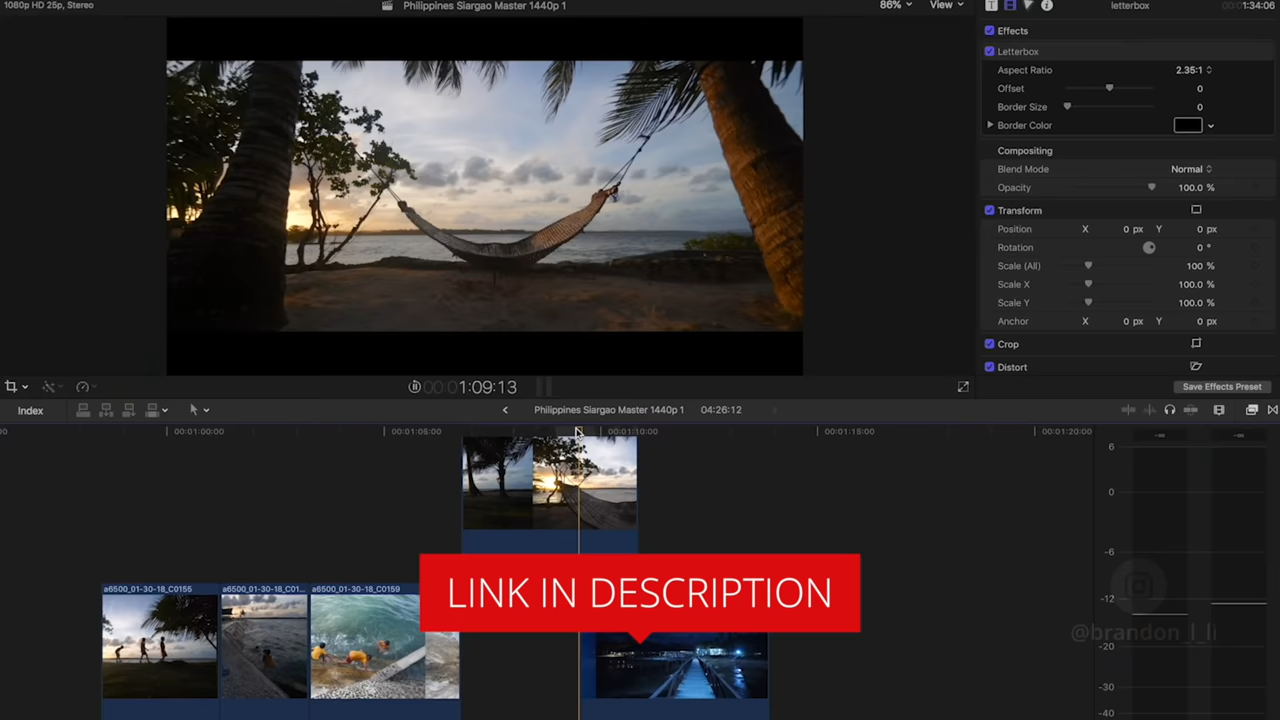 1080p HD 25p, Stereo
Philippines Siargao Master 1440p 1
86%
View
letterbox
00:00:1:34:06
Effects
Letterbox
Aspect Ratio 2.35:1
Offset 0
Border Size 0
Border Color
Compositing
Blend Mode Normal
Opacity 100.0 %
Transform
Position X 0 px Y 0 px
Rotation 0 °
Scale (All) 100 %
Scale X 100.0 %
Scale Y 100.0 %
Anchor X 0 px Y 0 px
Crop
Distort
00:00:1:09:13
Save Effects Preset
Index
Philippines Siargao Master 1440p 1 04:26:12
00:01:00:00
00:01:05:00
00:01:10:00
00:01:15:00
00:01:20:00
6
0
-6
-12
-20
-30
-40
a6500_01-30-18_C0155
a6500_01-30-18_C01...
a6500_01-30-18_C0159
LINK IN DESCRIPTION
@brandon_l_li